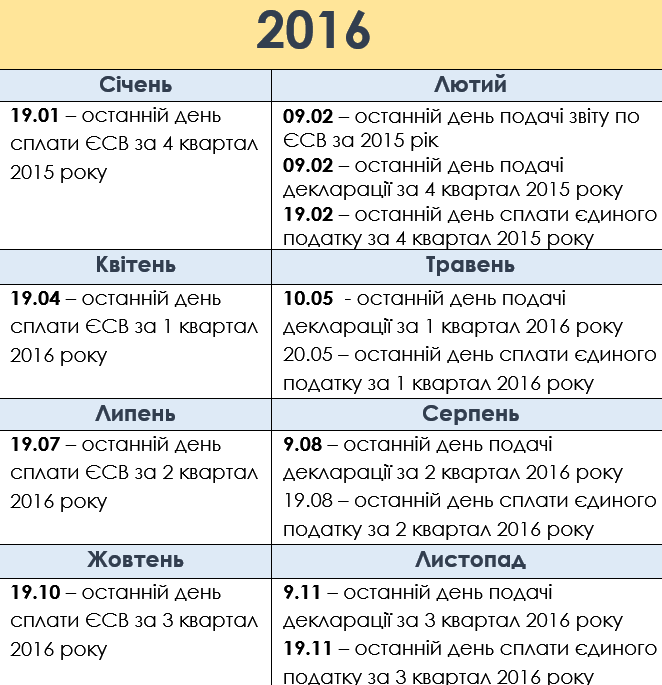 2016
Січень
Лютий
19.01 – останній день
сплати ЄСВ за 4 квартал
2015 року
09.02 – останній день подачі звіту по
ЄСВ за 2015 рік
09.02 – останній день подачі
декларації за 4 квартал 2015 року
19.02 – останній день сплати єдиного
податку за 4 квартал 2015 року
Квітень
Травень
19.04 – останній день
сплати ЄСВ за 1 квартал
2016 року
10.05  - останній день подачі
декларації за 1 квартал 2016 року
20.05 – останній день сплати єдиного
податку за 1 квартал 2016 року
Липень
Серпень
19.07 – останній день
сплати ЄСВ за 2 квартал
2016 року
9.08 – останній день подачі
декларації за 2 квартал 2016 року
19.08 – останній день сплати єдиного
податку за 2 квартал 2016 року
Жовтень
Листопад
19.10 – останній день
сплати ЄСВ за 3 квартал
2016 року
9.11 – останній день подачі
декларації за 3 квартал 2016 року
19.11 – останній день сплати єдиного
податку за 3 квартал 2016 року